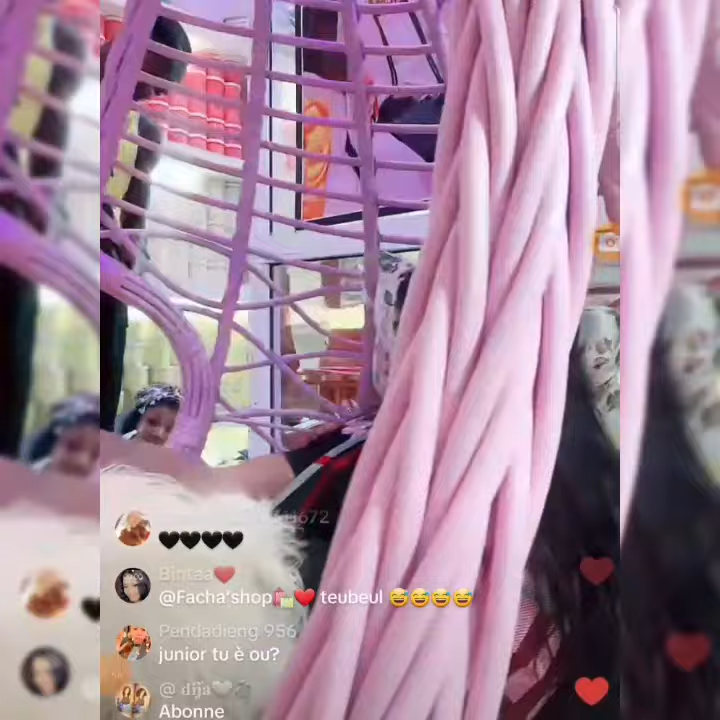 🖤🖤🖤🖤
Bintaa❤️
@Facha'shop🛍️❤️ teubeul 😅😅😅😅
Pendadieng 956
junior tu è ou?
@ dija🤍
Abonne